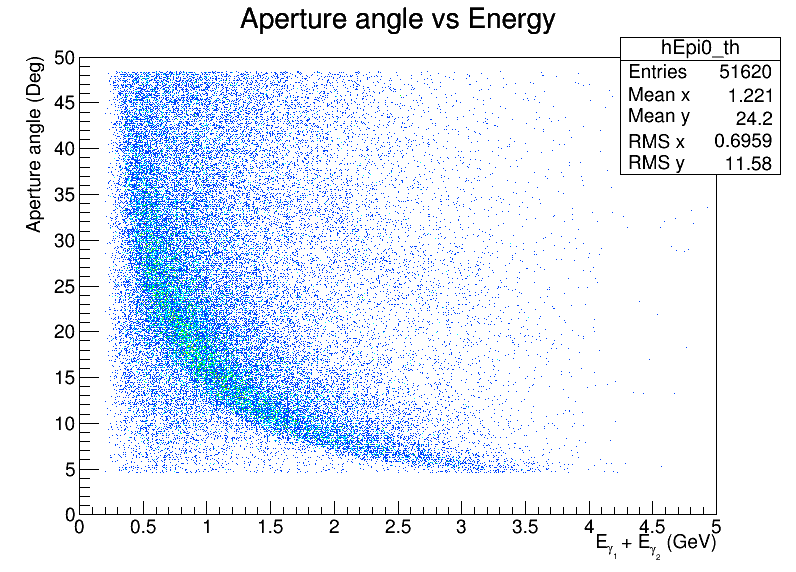 Aperture angle vs Energy
hEpi0_th
Entries 51620
Mean x 1.221
Mean y 24.2
RMS x 0.6959
RMS y 11.58
Aperture angle (Deg)
50
45
40
35
30
25
20
15
10
5
0
0 0.5 1 1.5 2 2.5 3 3.5 4 4.5 5
Eγ1 + Eγ2 (GeV)